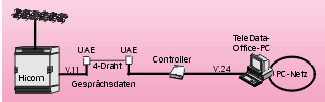 TeleData-
Office-PC
UAE
UAE
Controller
4-Draht
V.11
V.24
PC-Netz
Hicom
Gesprächsdaten